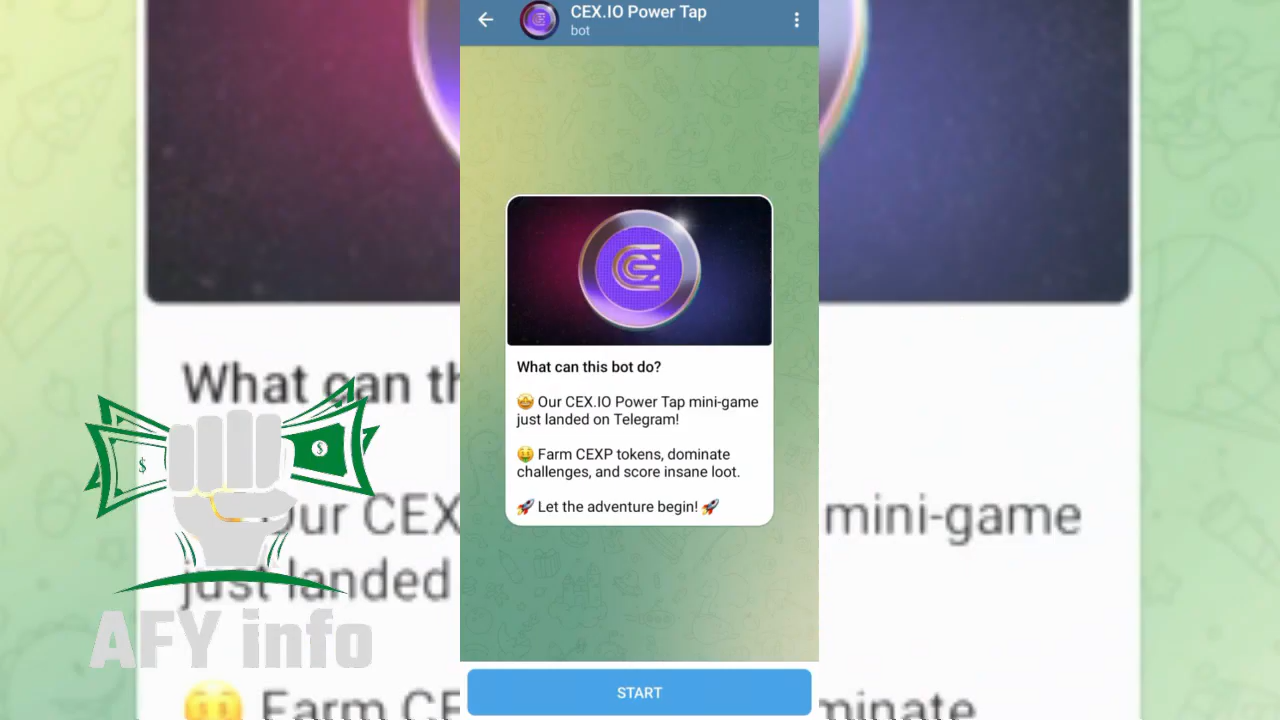 CEX.IO Power Tap
bot
What can this bot do?
🤩 Our CEX.IO Power Tap mini-game
just landed on Telegram!
🤑 Farm CEXP tokens, dominate
challenges, and score insane loot.
🚀 Let the adventure begin! 🚀
START
What can th
Our CEX
mini-game
just landed
Farm CE
minate
$
$
AFY info